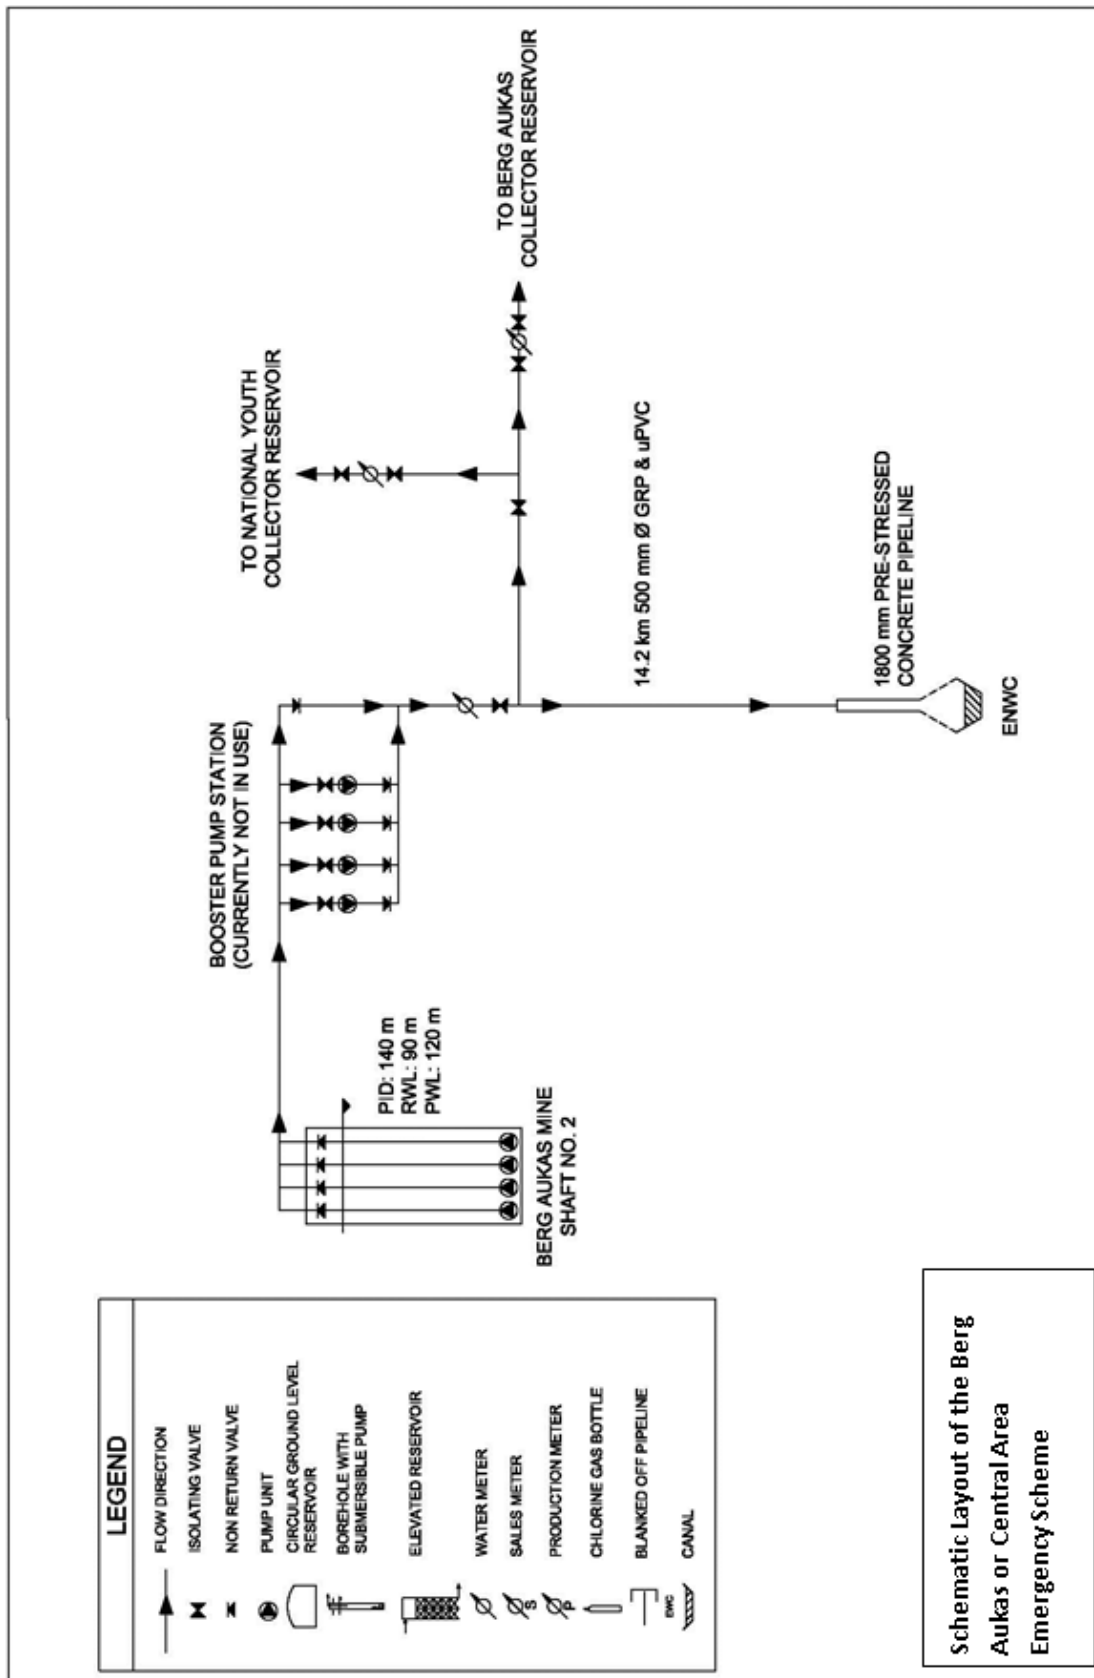 LEGEND
FLOW DIRECTION
ISOLATING VALVE
NON RETURN VALVE
PUMP UNIT
CIRCULAR GROUND LEVEL
RESERVOIR
BOREHOLE WITH
SUBMERSIBLE PUMP
ELEVATED RESERVOIR
WATER METER
S
SALES METER
P
PRODUCTION METER
CHLORINE GAS BOTTLE
EWC
BLANKED OFF PIPELINE
CANAL
BERG AUKAS MINE
SHAFT NO. 2
PID: 140 m
RWL: 90 m
PWL: 120 m
BOOSTER PUMP STATION
(CURRENTLY NOT IN USE)
TO NATIONAL YOUTH
COLLECTOR RESERVOIR
TO BERG AUKAS
COLLECTOR RESERVOIR
14.2 km 500 mm Ø GRP & uPVC
1800 mm PRE-STRESSED
CONCRETE PIPELINE
ENWC
Schematic Layout of the Berg
Aukas or Central Area
Emergency Scheme